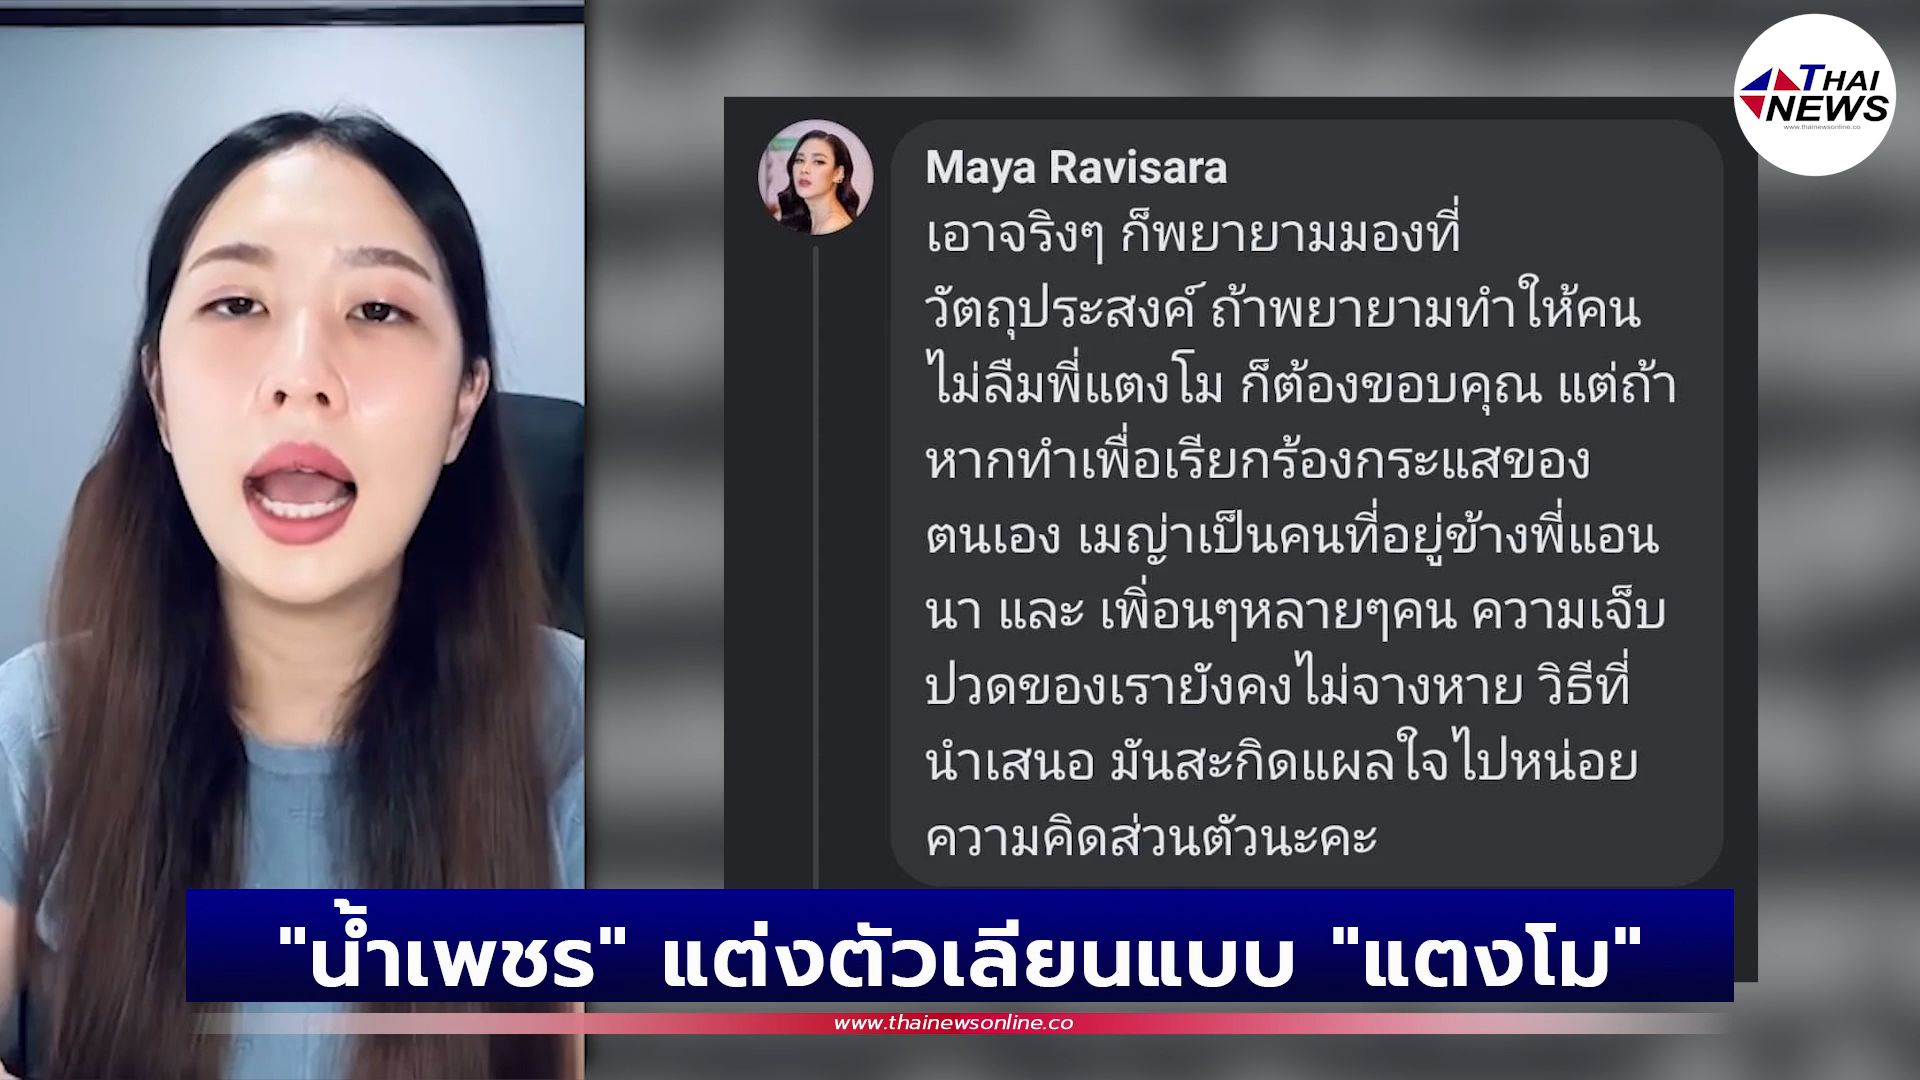 THAI
NEWS
www.thainewsonline.co
Maya Ravisara
เอาจริงๆ ก็พยายามมองที่
วัตถุประสงค์ ถ้าพยายามทำให้คน
ไม่ลืมพี่แตงโม ก็ต้องขอบคุณ แต่ถ้า
หากทำเพื่อเรียกร้องกระแสของ
ตนเอง เมญ่าเป็นคนที่อยู่ข้างพี่แอน
นา และ เพิ่อนๆหลายๆคน ความเจ็บ
ปวดของเรายังคงไม่จางหาย วิธีที่
นำเสนอ มันสะกิดแผลใจไปหน่อย
ความคิดส่วนตัวนะคะ
"น้ำเพชร" แต่งตัวเลียนแบบ "แตงโม"
www.thainewsonline.co